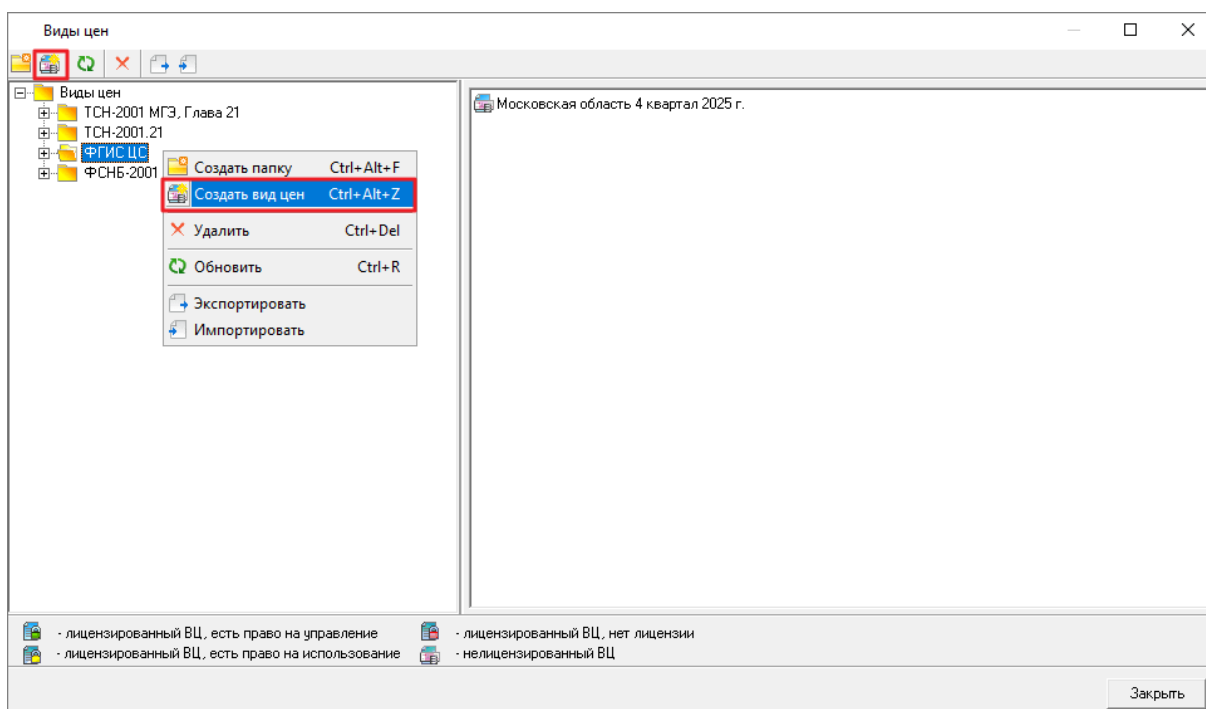 Виды цен
Виды цен
ТСН-2001 МГЭ, Глава 21
ТСН-2001.21
ФГИС ЦС
ФСНБ-2001
Создать папку Ctrl+Alt+F
Создать вид цен Ctrl+Alt+Z
Удалить Ctrl+Del
Обновить Ctrl+R
Экспортировать
Импортировать
Московская область 4 квартал 2025 г.
- лицензированный ВЦ, есть право на управление
- лицензированный ВЦ, нет лицензии
- лицензированный ВЦ, есть право на использование
- нелицензированный ВЦ
Закрыть